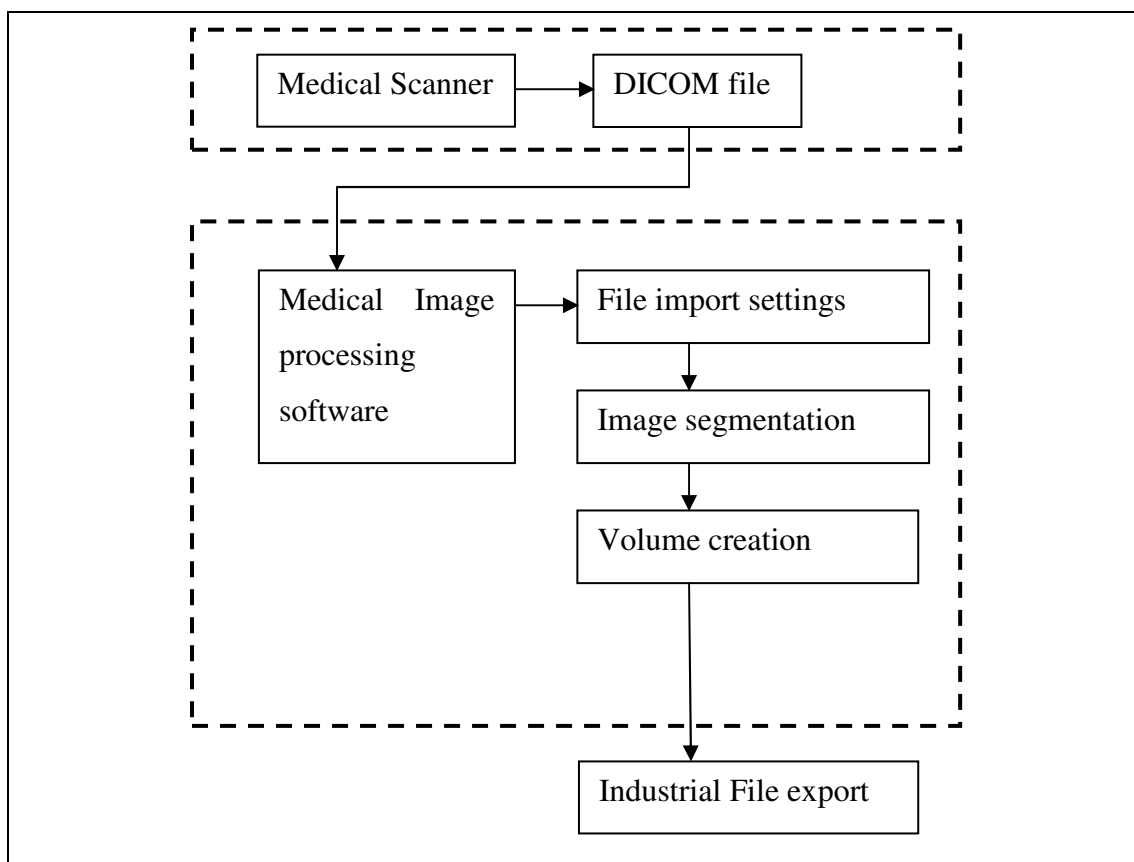 Medical Scanner
DICOM file
Medical Image
processing
software
File import settings
Image segmentation
Volume creation
Industrial File export